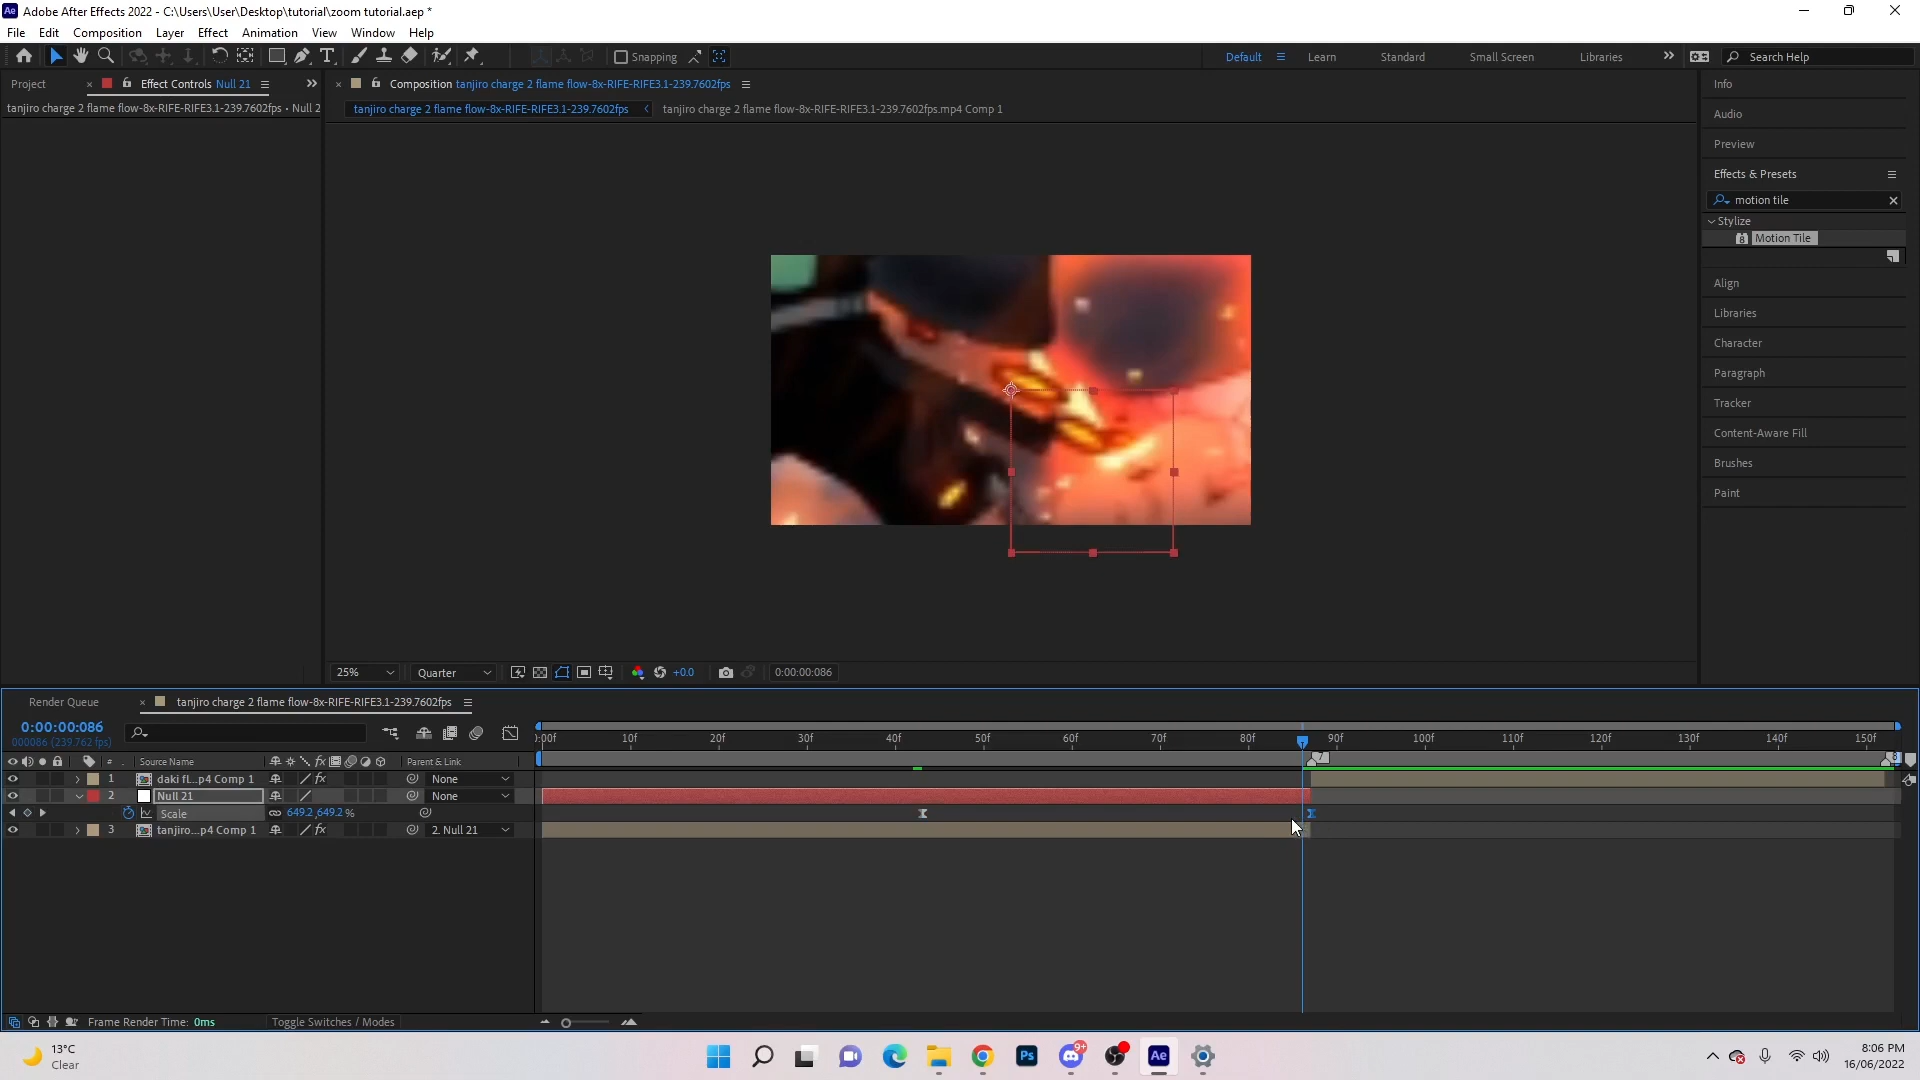 Adobe After Effects 2022 - C:\Users\User\Desktop\tutorial\zoom tutorial.aep *
File Edit Composition Layer Effect Animation View Window Help
Snapping Default Learn Standard Small Screen Libraries Search Help
Project Effect Controls Null 21
tanjiro charge 2 flame flow-8x-RIFE-RIFE3.1-239.7602fps • Null 2
Composition tanjiro charge 2 flame flow-8x-RIFE-RIFE3.1-239.7602fps
tanjiro charge 2 flame flow-8x-RIFE-RIFE3.1-239.7602fps tanjiro charge 2 flame flow-8x-RIFE-RIFE3.1-239.7602fps.mp4 Comp 1
Info
Audio
Preview
Effects & Presets
motion tile
Stylize
Motion Tile
Align
Libraries
Character
Paragraph
Tracker
Content-Aware Fill
Brushes
Paint
25% Quarter +0.0 0:00:00:086
Render Queue tanjiro charge 2 flame flow-8x-RIFE-RIFE3.1-239.7602fps
0:00:00:086
000086 (239.762 fps)
):00f 10f 20f 30f 40f 50f 60f 70f 80f 90f 100f 110f 120f 130f 140f 150f
# . Source Name fx Parent & Link
7 8
1 daki fl...p4 Comp 1 fx None
2 Null 21 None
Scale 649.2,649.2 %
3 tanjiro...p4 Comp 1 fx 2. Null 21
Frame Render Time: 0ms Toggle Switches / Modes
13°C
Clear
Ps 9+ Ae
8:06 PM
16/06/2022